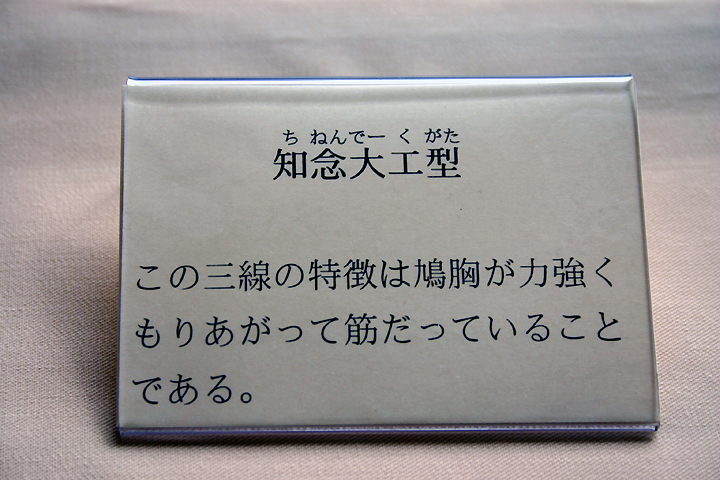 ちねんでーくがた
知念大工型
この三線の特徴は鳩胸が力強く
もりあがって筋だっていること
である。